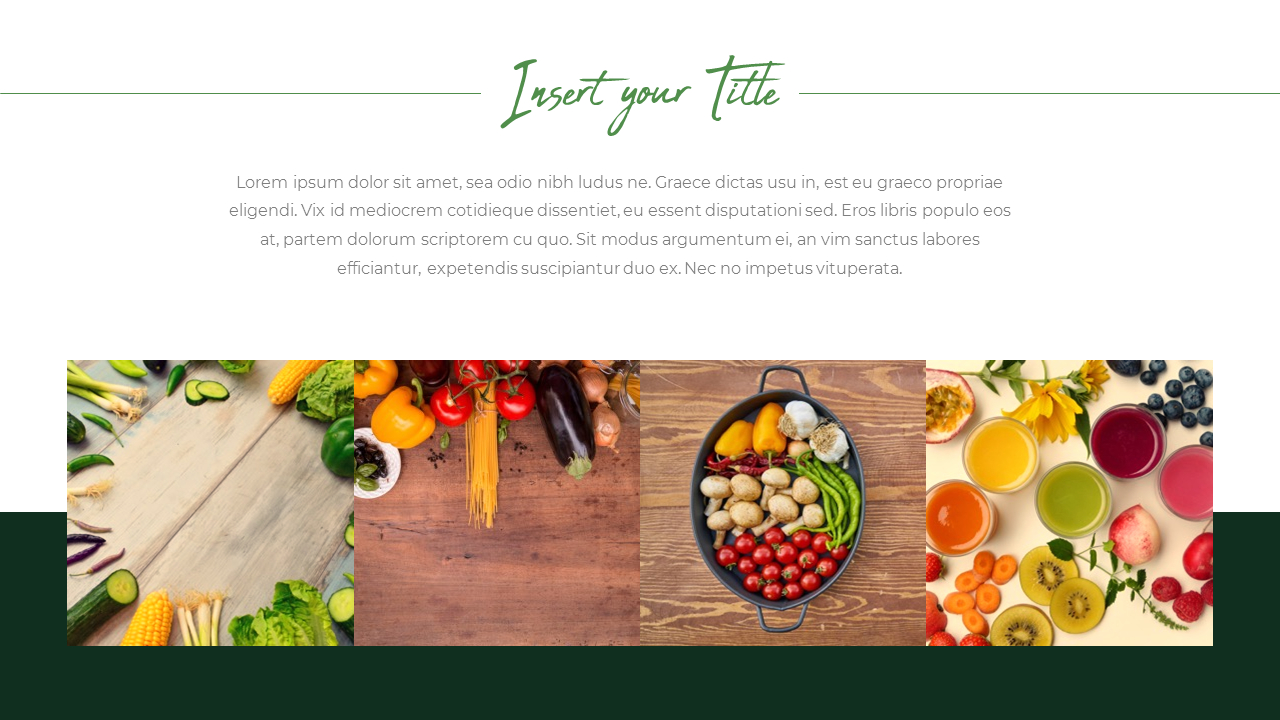 Insert your Title
Lorem ipsum dolor sit amet, sea odio nibh ludus ne. Graece dictas usu in, est eu graeco propriae
eligendi. Vix id mediocrem cotidieque dissentiet, eu essent disputationi sed. Eros libris populo eos
at, partem dolorum scriptorem cu quo. Sit modus argumentum ei, an vim sanctus labores
efficiantur, expetendis suscipiantur duo ex. Nec no impetus vituperata.